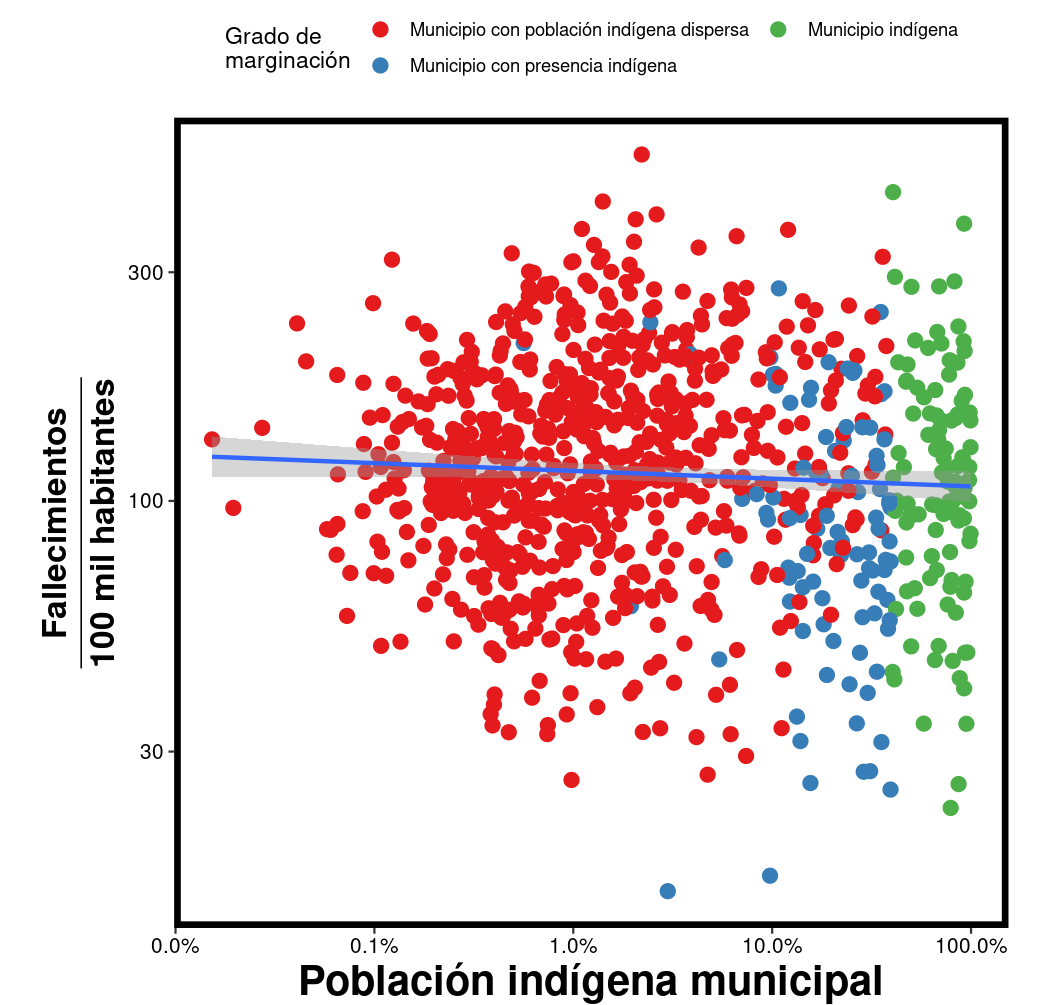 Grado de
marginación
Municipio con población indígena dispersa
Municipio indígena
Municipio con presencia indígena
Fallecimientos
100 mil habitantes
300
100
30
0.0%
0.1%
1.0%
10.0%
100.0%
Población indígena municipal